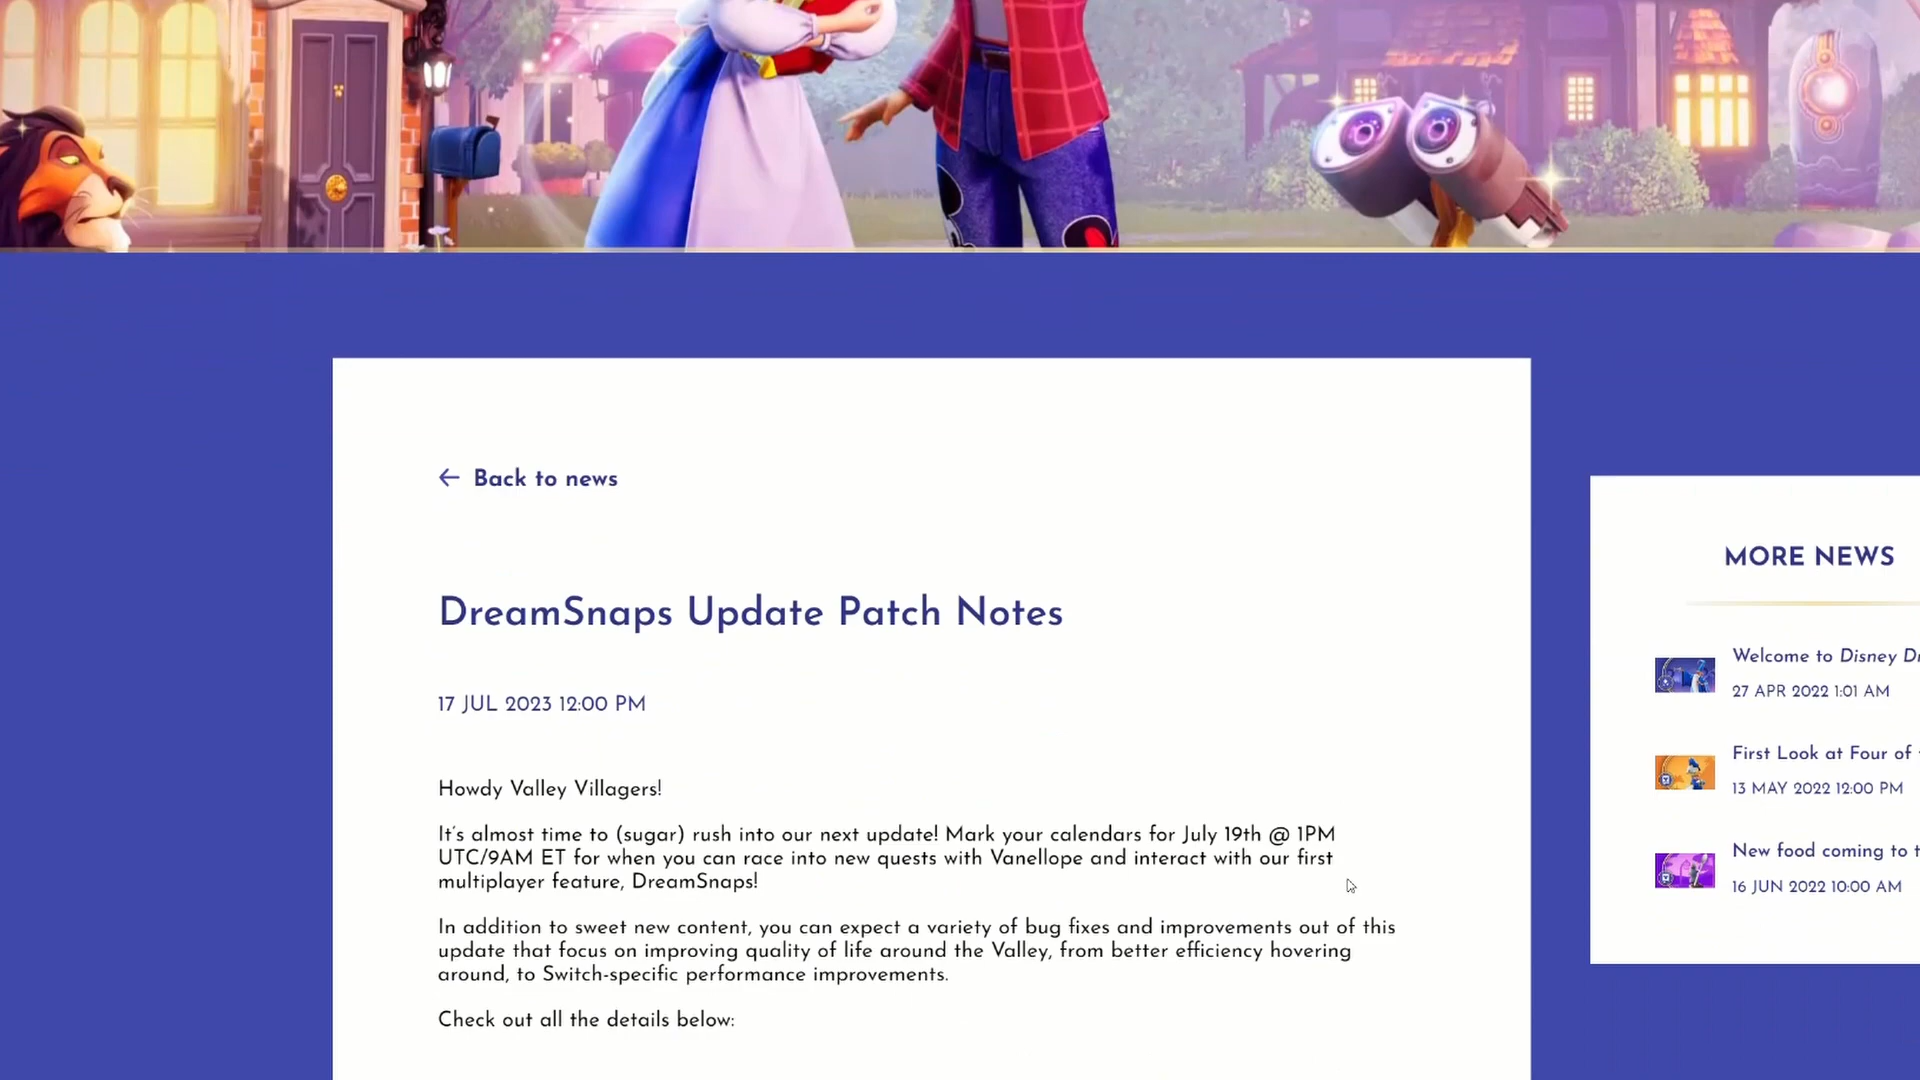 Back to news
DreamSnaps Update Patch Notes
17 JUL 2023 12:00 PM
Howdy Valley Villagers!
It's almost time to (sugar) rush into our next update! Mark your calendars for July 19th @ 1PM
UTC/9AM ET for when you can race into new quests with Vanellope and interact with our first
multiplayer feature, DreamSnaps!
In addition to sweet new content, you can expect a variety of bug fixes and improvements out of this
update that focus on improving quality of life around the Valley, from better efficiency hovering
around, to Switch-specific performance improvements.
Check out all the details below:
MORE NEWS
Welcome to Disney
27 APR 2022 1:01 AM
First Look at Four of
13 MAY 2022 12:00 PM
New food coming to
16 JUN 2022 10:00 AM